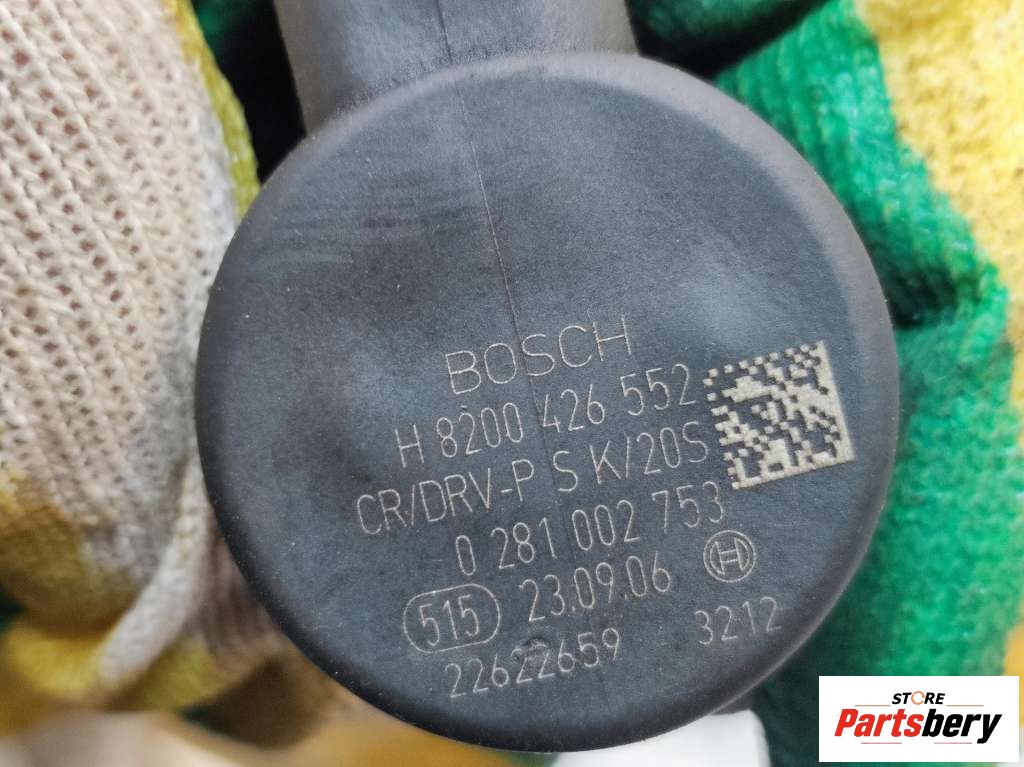 BOSCH
H 8200 426 552
CR/DRV-P S K/20S
0 281 002 753
515 23.09.06
22622659 3212
STORE
Partsbery